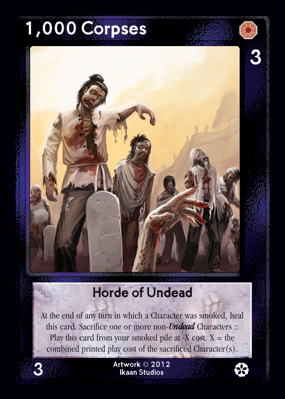 1,000 Corpses
3
Horde of Undead
At the end of any turn in which a Character was smoked, heal
this card. Sacrifice one or more non-Undead Characters ::
Play this card from your smoked pile at -X cost. X = the
combined printed play cost of the sacrificed Character(s).
3
Artwork © 2012
Ikaan Studios